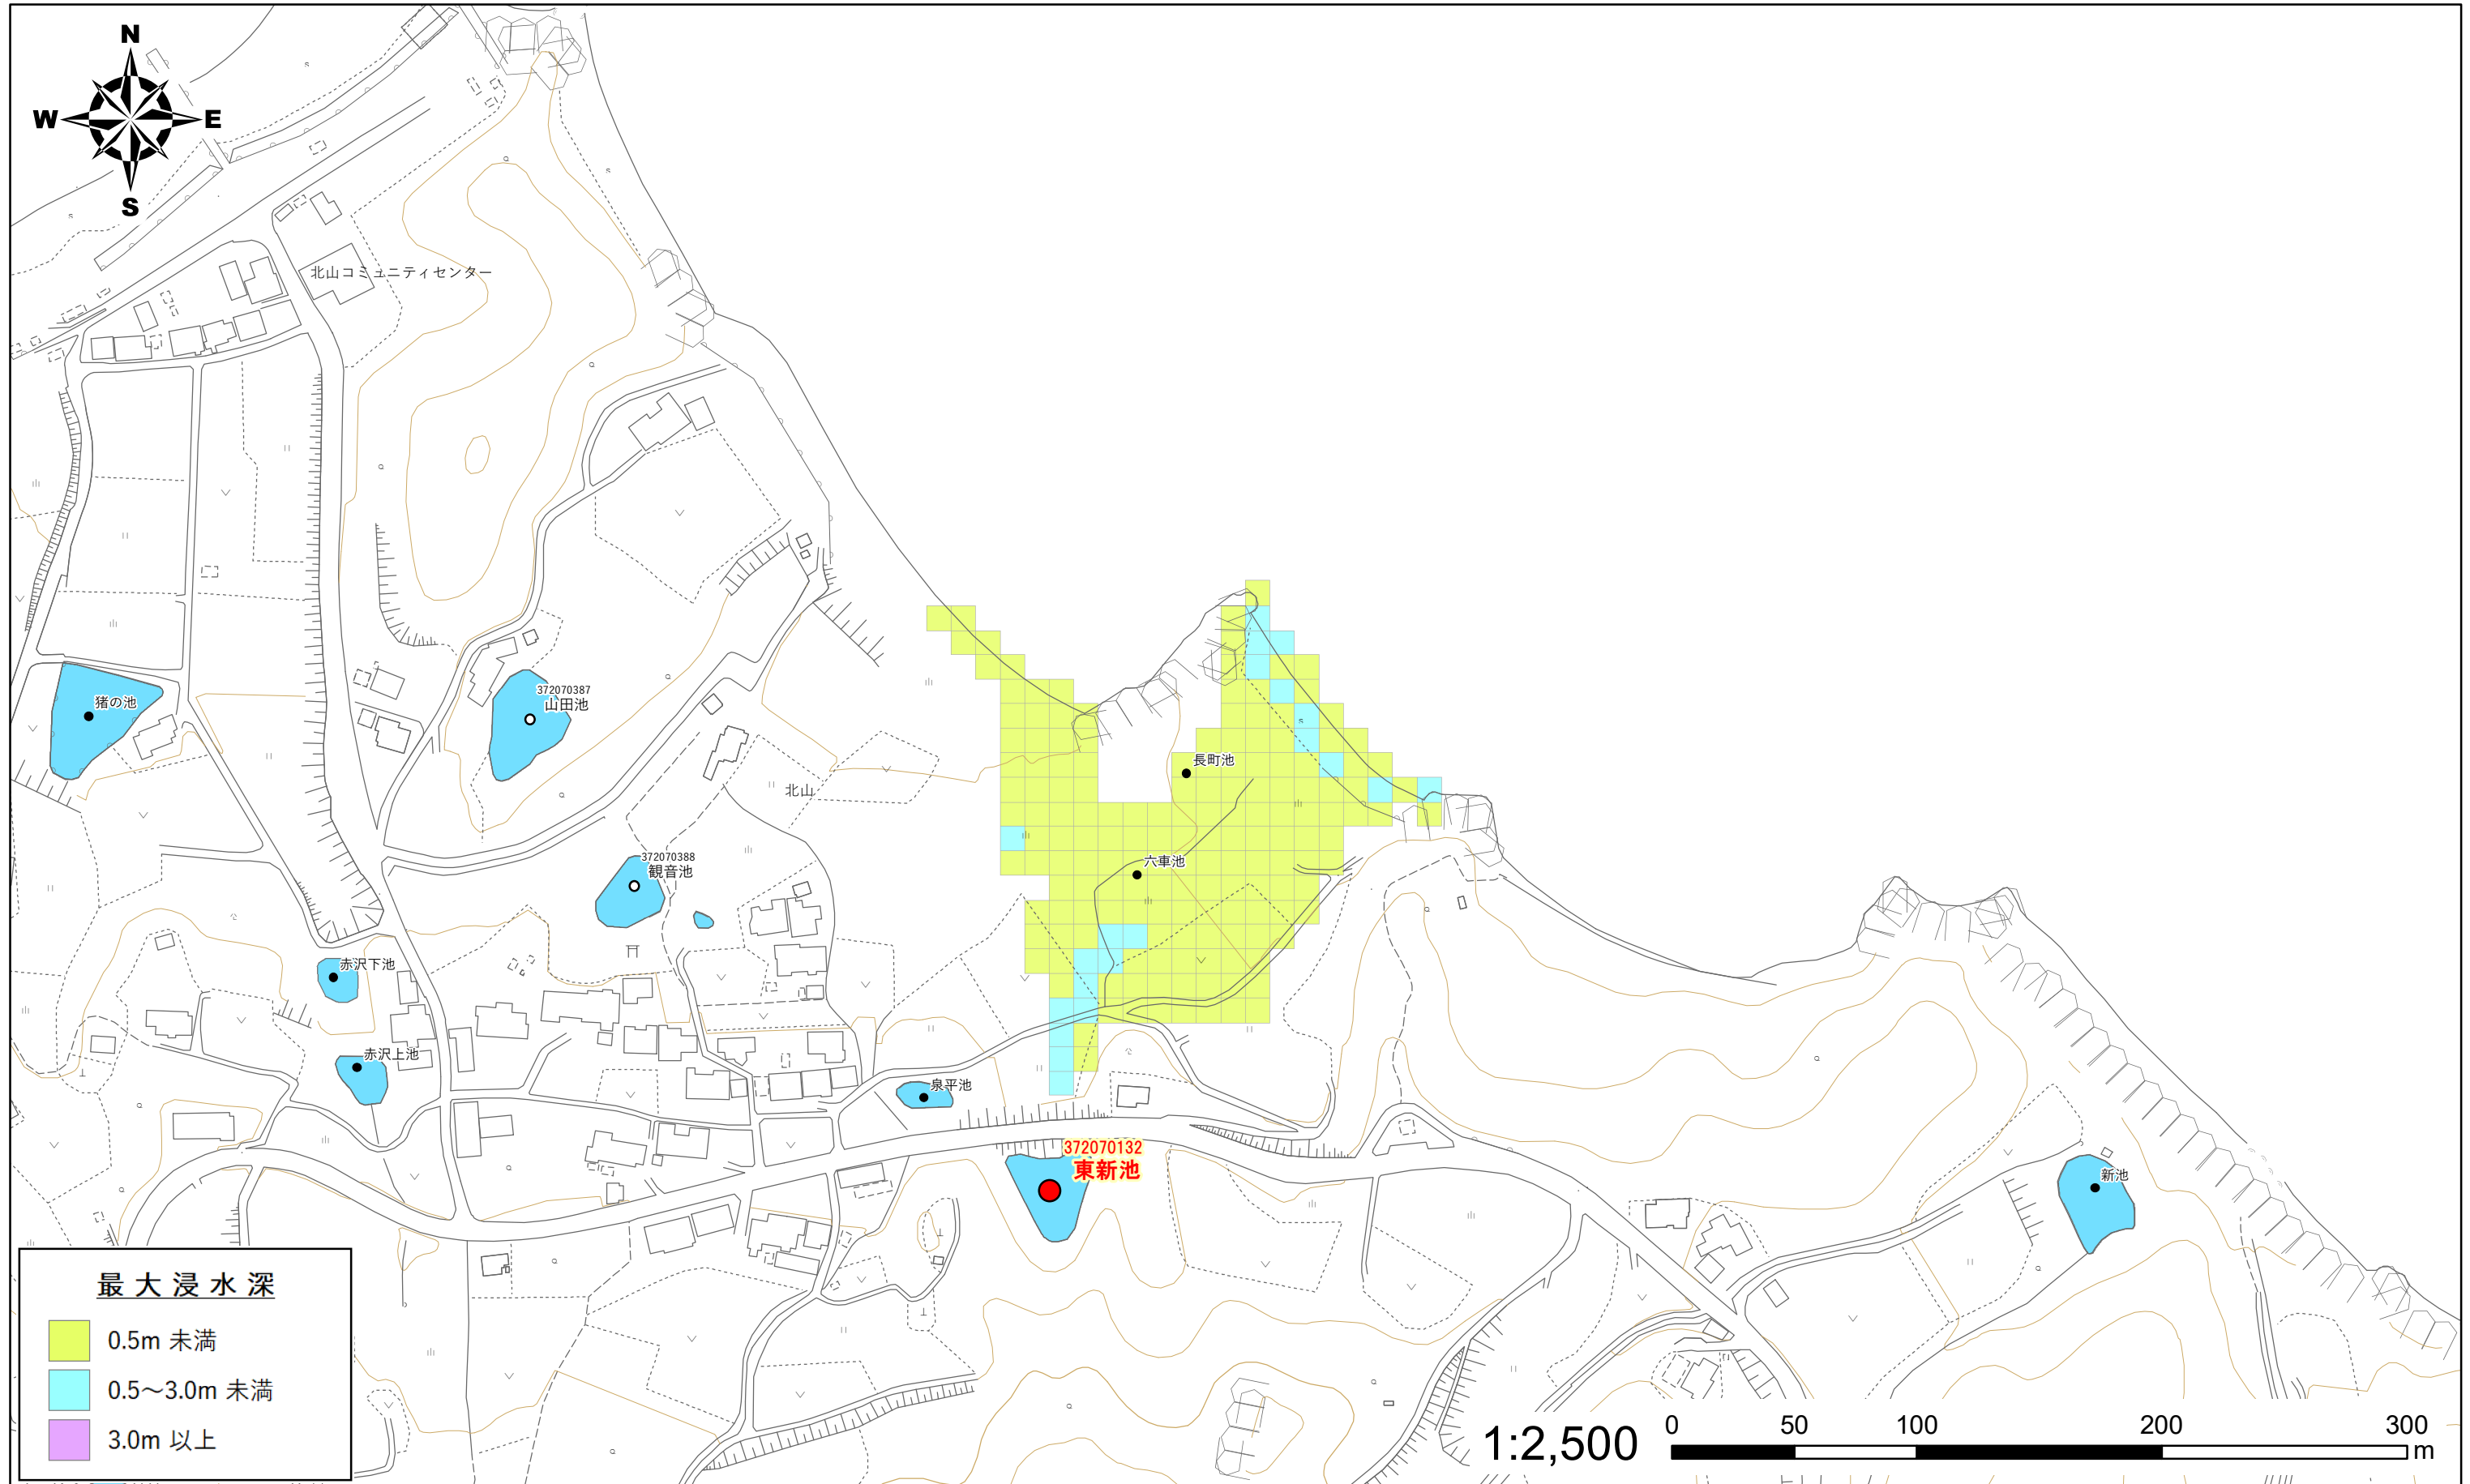 N
W
E
S
北山コミュニティセンター
372070387
山田池
猪の池
長町池
北山
372070388
観音池
六車池
赤沢下池
赤沢上池
泉平池
372070132
東新池
新池
最大浸水深
0.5m 未満
0.5～3.0m 未満
3.0m 以上
1:2,500
0 50 100 200 300
m